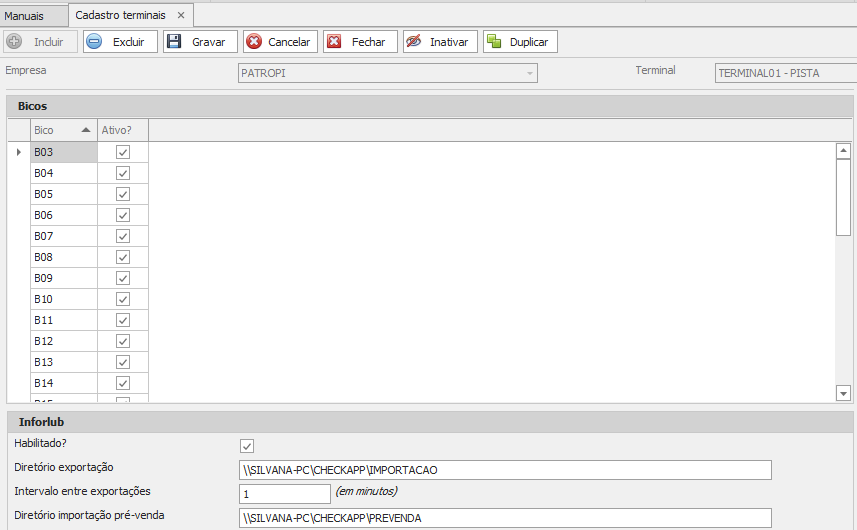 Manuais
Cadastro terminais
Incluir
Excluir
Gravar
Cancelar
Fechar
Inativar
Duplicar
Empresa
PATROPI
Terminal
TERMINAL01 - PISTA
Bicos
Bico
Ativo?
B03
B04
B05
B06
B07
B08
B09
B10
B11
B12
B13
B14
Inforlub
Habilitado?
Diretório exportação
\\SILVANA-PC\CHECKAPP\IMPORTACAO
Intervalo entre exportações
1
(em minutos)
Diretório importação pré-venda
\\SILVANA-PC\CHECKAPP\PREVENDA